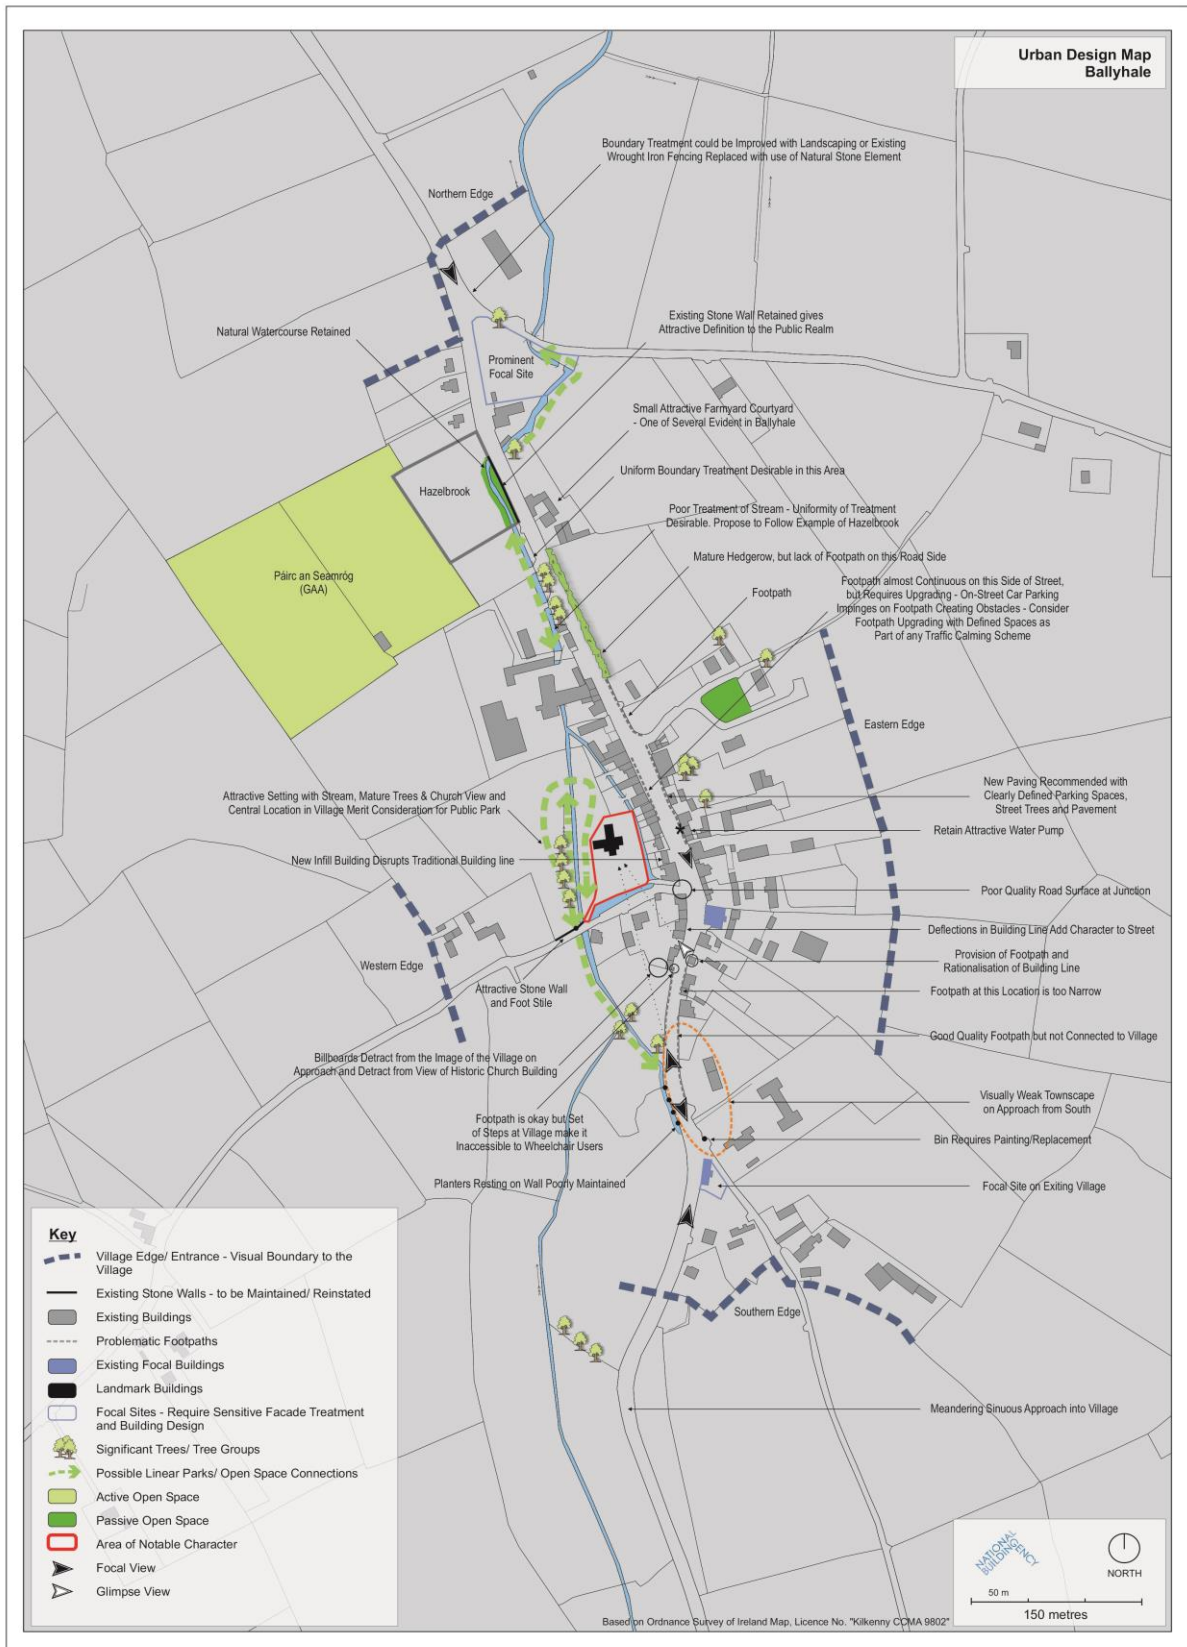 Urban Design Map
Ballyhale
Boundary Treatment could be Improved with Landscaping or Existing
Wrought Iron Fencing Replaced with use of Natural Stone Element
Northern Edge
Natural Watercourse Retained
Existing Stone Wall Retained gives
Attractive Definition to the Public Realm
Prominent
Focal Site
Small Attractive Farmyard Courtyard
- One of Several Evident in Ballyhale
Uniform Boundary Treatment Desirable in this Area
Hazelbrook
Poor Treatment of Stream - Uniformity of Treatment
Desirable. Propose to Follow Example of Hazelbrook
Mature Hedgerow, but lack of Footpath on this Road Side
Páirc an Seamróg
(GAA)
Footpath
Footpath almost Continuous on this Side of Street,
but Requires Upgrading - On-Street Car Parking
Impinges on Footpath Creating Obstacles - Consider
Footpath Upgrading with Defined Spaces as
Part of any Traffic Calming Scheme
Eastern Edge
Attractive Setting with Stream, Mature Trees & Church View and
Central Location in Village Merit Consideration for Public Park
New Paving Recommended with
Clearly Defined Parking Spaces,
Street Trees and Pavement
Retain Attractive Water Pump
New Infill Building Disrupts Traditional Building line
Poor Quality Road Surface at Junction
Deflections in Building Line Add Character to Street
Western Edge
Provision of Footpath and
Rationalisation of Building Line
Attractive Stone Wall
and Foot Stile
Footpath at this Location is too Narrow
Good Quality Footpath but not Connected to Village
Billboards Detract from the Image of the Village on
Approach and Detract from View of Historic Church Building
Visually Weak Townscape
on Approach from South
Footpath is okay but Set
of Steps at Village make it
Inaccessible to Wheelchair Users
Bin Requires Painting/Replacement
Planters Resting on Wall Poorly Maintained
Focal Site on Exiting Village
Southern Edge
Meandering Sinuous Approach into Village
Key
Village Edge/ Entrance - Visual Boundary to the
Village
Existing Stone Walls - to be Maintained/ Reinstated
Existing Buildings
Problematic Footpaths
Existing Focal Buildings
Landmark Buildings
Focal Sites - Require Sensitive Facade Treatment
and Building Design
Significant Trees/ Tree Groups
Possible Linear Parks/ Open Space Connections
Active Open Space
Passive Open Space
Area of Notable Character
Focal View
Glimpse View
NATIONAL
BUILDING
AGENCY
NORTH
50 m
150 metres
Based on Ordnance Survey of Ireland Map, Licence No. "Kilkenny CCMA 9802"